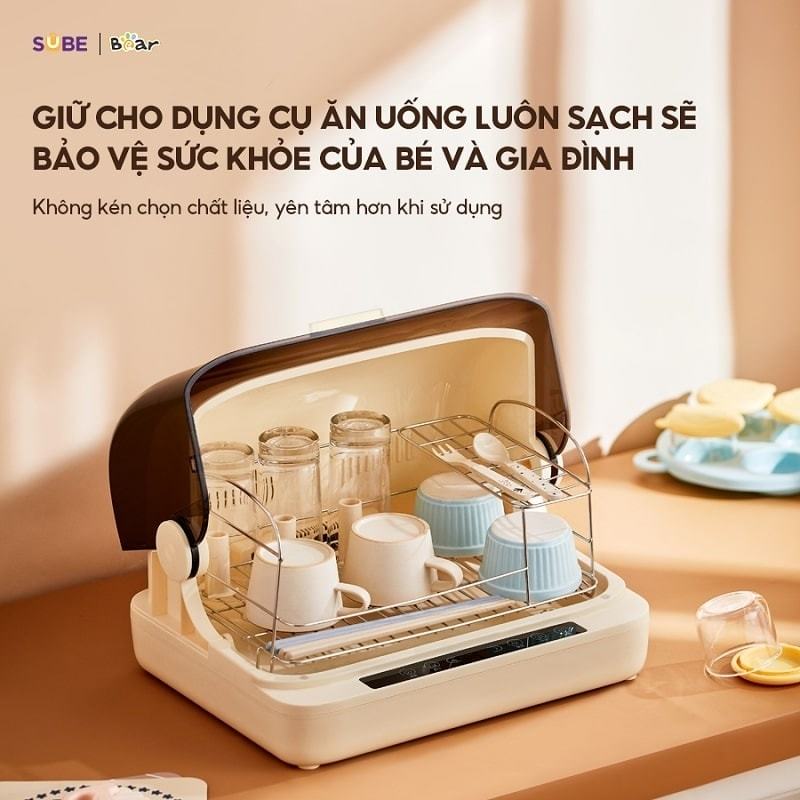 SUBE | Bear
GIỮ CHO DỤNG CỤ ĂN UỐNG LUÔN SẠCH SẼ
BẢO VỆ SỨC KHỎE CỦA BÉ VÀ GIA ĐÌNH
Không kén chọn chất liệu, yên tâm hơn khi sử dụng